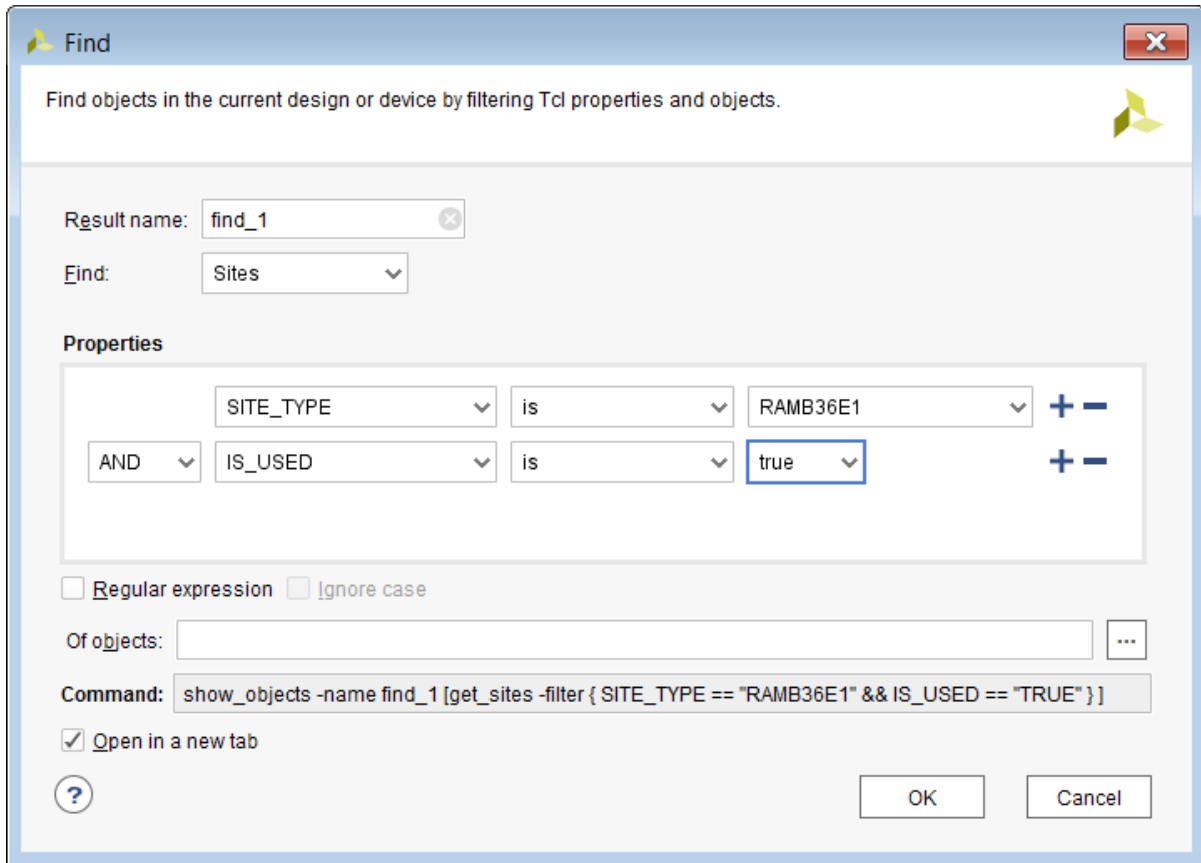 Find
Find objects in the current design or device by filtering Tcl properties and objects.
Result name: find_1
Find: Sites
Properties
SITE_TYPE is RAMB36E1
AND IS_USED is true
Regular expression Ignore case
Of objects: ...
Command: show_objects -name find_1 [get_sites -filter { SITE_TYPE == "RAMB36E1" && IS_USED == "TRUE" } ]
Open in a new tab
? OK Cancel